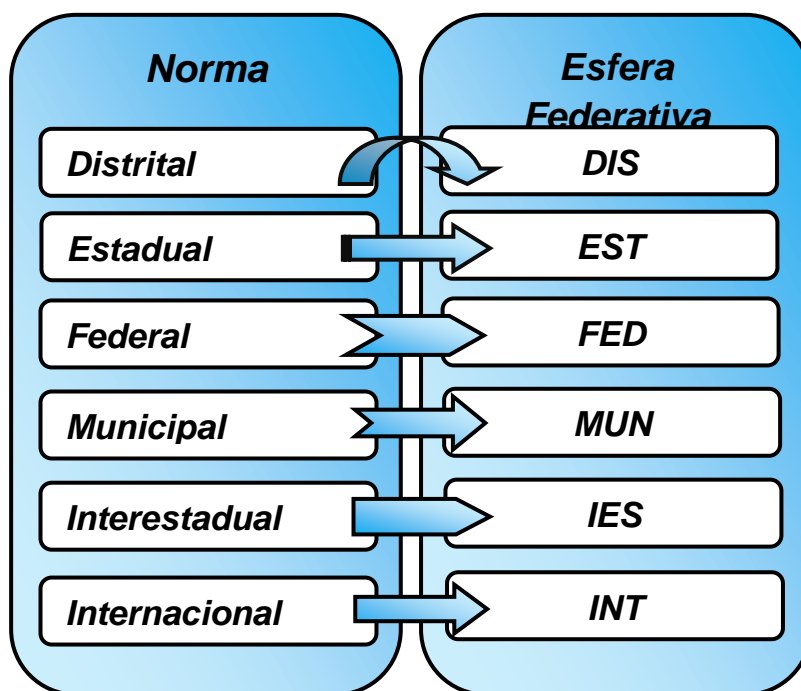 Norma
Distrital
Estadual
Federal
Municipal
Interestadual
Internacional
Esfera
Federativa
DIS
EST
FED
MUN
IES
INT